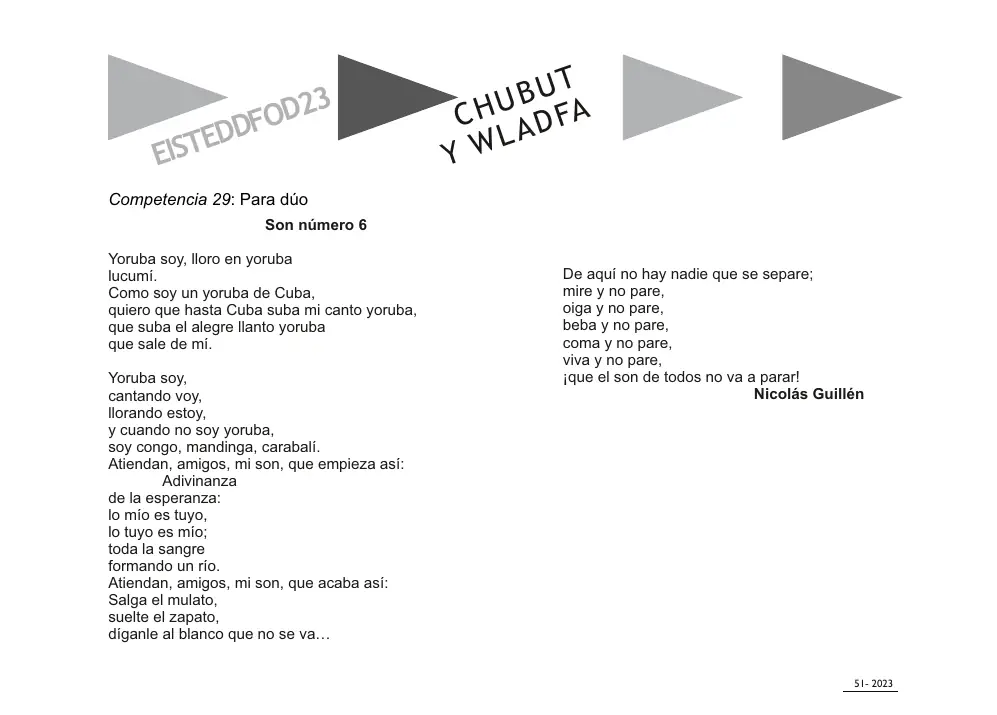 EISTEDDFOD23
CHUBUT
Y WLADFA
Competencia 29: Para dúo
Son número 6
Yoruba soy, lloro en yoruba
lucumí.
Como soy un yoruba de Cuba,
quiero que hasta Cuba suba mi canto yoruba,
que suba el alegre llanto yoruba
que sale de mí.
Yoruba soy,
cantando voy,
llorando estoy,
y cuando no soy yoruba,
soy congo, mandinga, carabalí.
Atiendan, amigos, mi son, que empieza así:
Adivinanza
de la esperanza:
lo mío es tuyo,
lo tuyo es mío;
toda la sangre
formando un río.
Atiendan, amigos, mi son, que acaba así:
Salga el mulato,
suelte el zapato,
díganle al blanco que no se va…
De aquí no hay nadie que se separe;
mire y no pare,
oiga y no pare,
beba y no pare,
coma y no pare,
viva y no pare,
¡que el son de todos no va a parar!
Nicolás Guillén
51- 2023